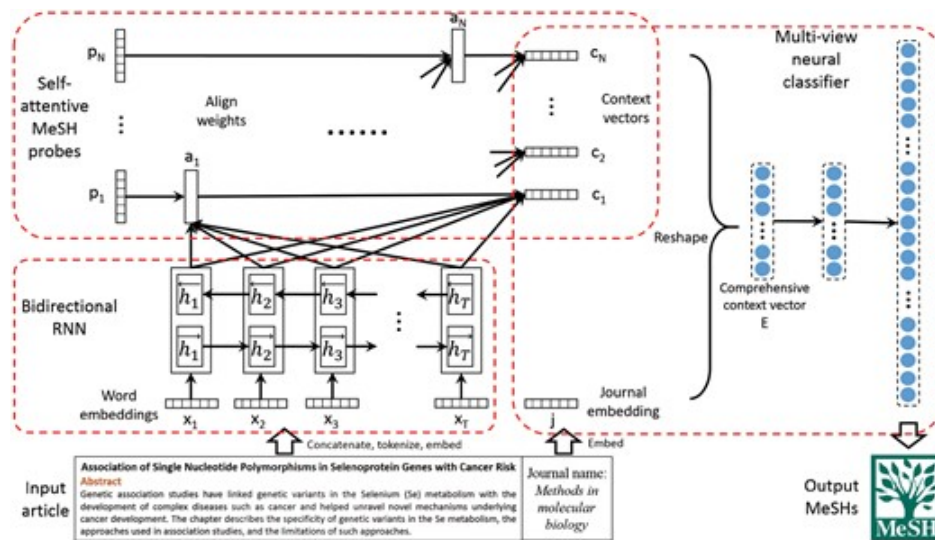 a_N
p_N
c_N
Multi-view
neural
classifier
Self-
attentive
MeSH
probes
Align
weights
Context
vectors
a_1
c_2
p_1
c_1
Reshape
Bidirectional
RNN
h_1 h_2 h_3 h_T
h_1 h_2 h_3 h_T
Comprehensive
context vector
E
Word
embeddings
x_1 x_2 x_3 x_T
Journal
embedding
j
Concatenate, tokenize, embed
Embed
Input
article
Association of Single Nucleotide Polymorphisms in Selenoprotein Genes with Cancer Risk
Abstract
Genetic association studies have linked genetic variants in the Selenium (Se) metabolism with the
development of complex diseases such as cancer and helped unravel novel mechanisms underlying
cancer development. The chapter describes the specificity of genetic variants in the Se metabolism, the
approaches used in association studies, and the limitations of such approaches.
Journal name:
Methods in
molecular
biology
Output
MeSHs
MeSH